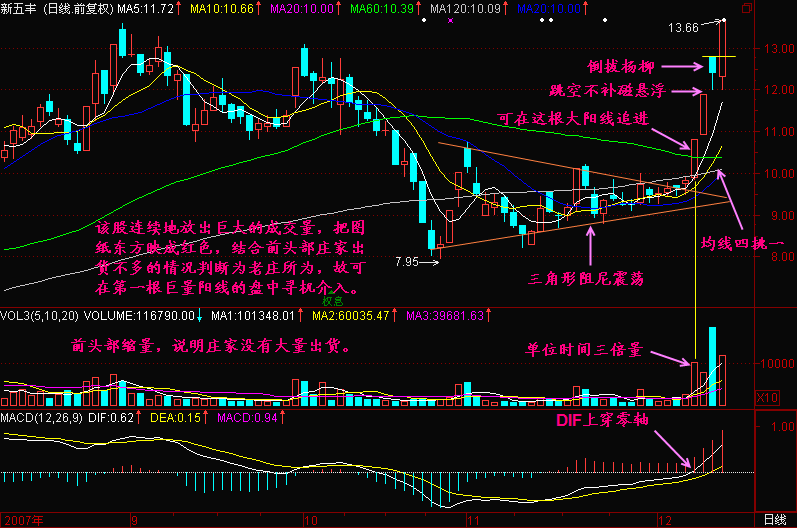 新五丰 (日线.前复权) MA5:11.72↑ MA10:10.66↑ MA20:10.00↑ MA60:10.39↑ MA120:10.09↑ MA20:10.00↑
13.66
13.00
倒拔杨柳
12.00
跳空不补磁悬浮
可在这根大阳线追进
11.00
10.00
该股连续地放出巨大的成交量，把图
纸东方映成红色，结合前头部庄家出
货不多的情况判断为老庄所为，故可
在第一根巨量阳线的盘中寻机介入。
9.00
均线四挑一
7.95
8.00
三角形阻尼震荡
权息
VOL3(5,10,20) VOLUME:116790.00↓ MA1:101348.01↑ MA2:60035.47↑ MA3:39681.63↑
前头部缩量，说明庄家没有大量出货。
单位时间三倍量
10000
X10
MACD(12,26,9) DIF:0.62↑ DEA:0.15↑ MACD:0.94↑
DIF上穿零轴
1.00
2007年 9 10 11 12 日线